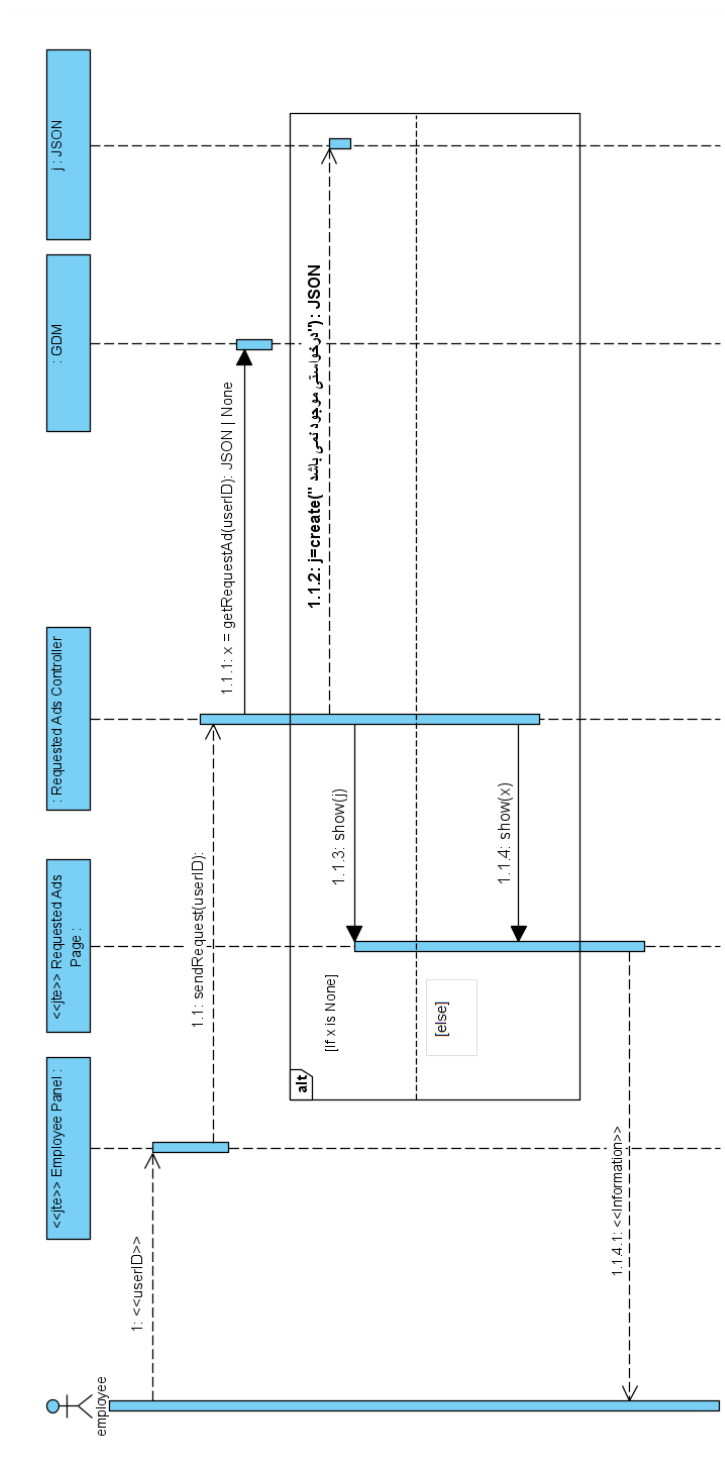 employee
<<jte>> Employee Panel :
<<jte>> Requested Ads
Page :
: Requested Ads Controller
: GDM
j : JSON
1: <<userID>>
1.1: sendRequest(userID):
1.1.1: x = getRequestAd(userID): JSON | None
alt
1.1.2: j=create("درخواستی موجود نمی باشد"): JSON
[If x is None]
1.1.3: show(j)
[else]
1.1.4: show(x)
1.1.4.1: <<Information>>